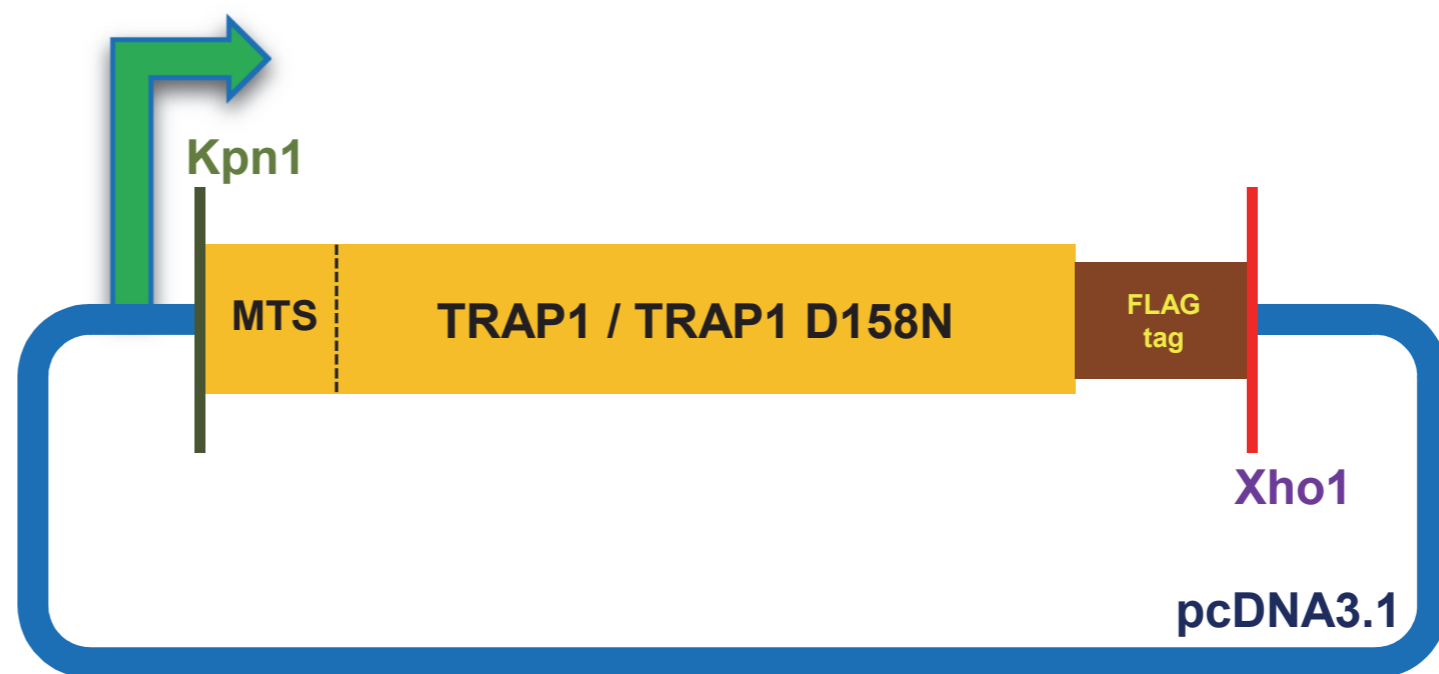 Kpn1
MTS
TRAP1 / TRAP1 D158N
FLAG
tag
Xho1
pcDNA3.1